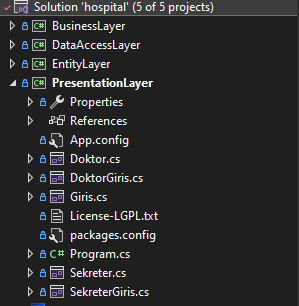 Solution 'hospital' (5 of 5 projects)
C# BusinessLayer
C# DataAccessLayer
C# EntityLayer
C# PresentationLayer
Properties
References
App.config
Doktor.cs
DoktorGiris.cs
Giris.cs
License-LGPL.txt
packages.config
C# Program.cs
Sekreter.cs
SekreterGiris.cs